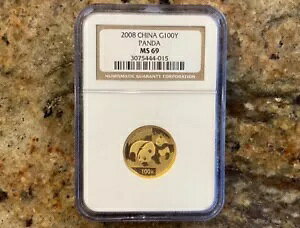 2008 CHINA G100Y
PANDA
MS 69
3075444-015
NUMISMATIC GUARANTY CORPORATION
100元